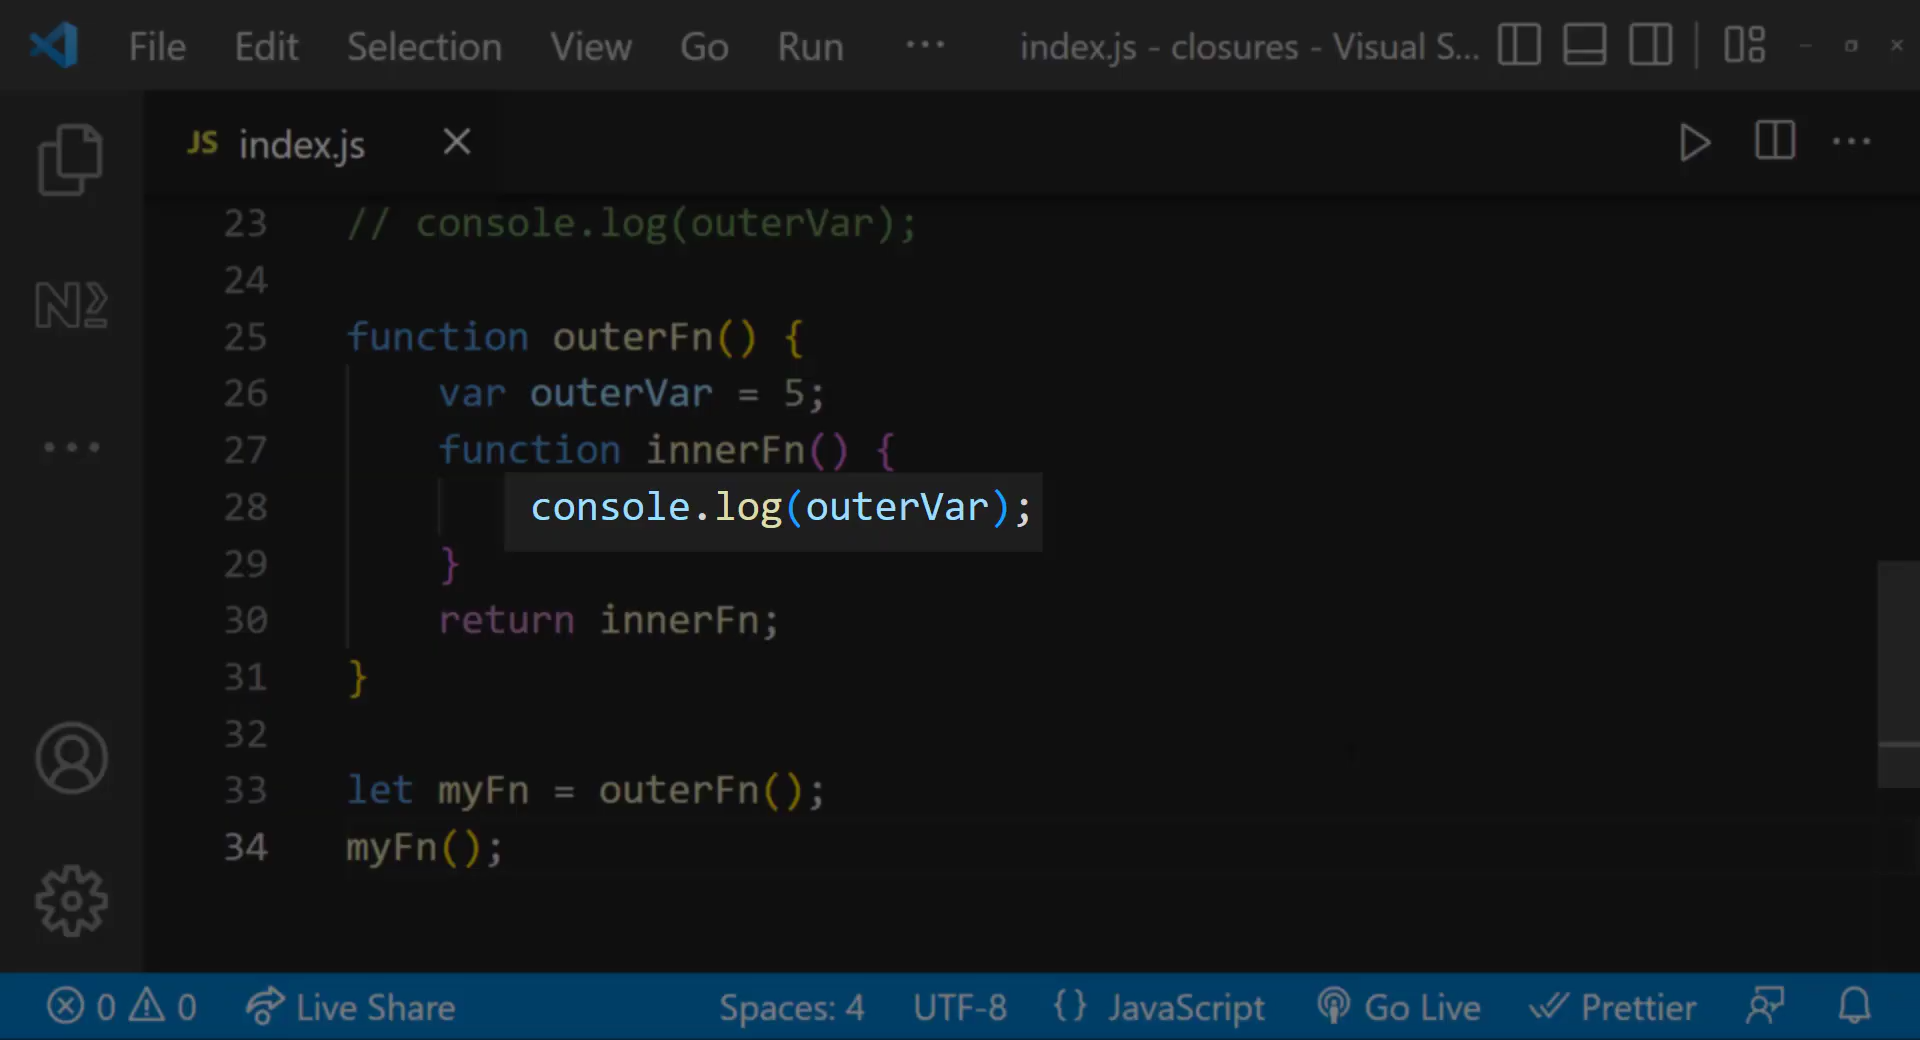 File Edit Selection View Go Run ··· index.js - closures - Visual S...
JS index.js
23 // console.log(outerVar);
24
25 function outerFn() {
26 var outerVar = 5;
27 function innerFn() {
28 console.log(outerVar);
29 }
30 return innerFn;
31 }
32
33 let myFn = outerFn();
34 myFn();
0 0 Live Share Spaces: 4 UTF-8 {} JavaScript Go Live Prettier